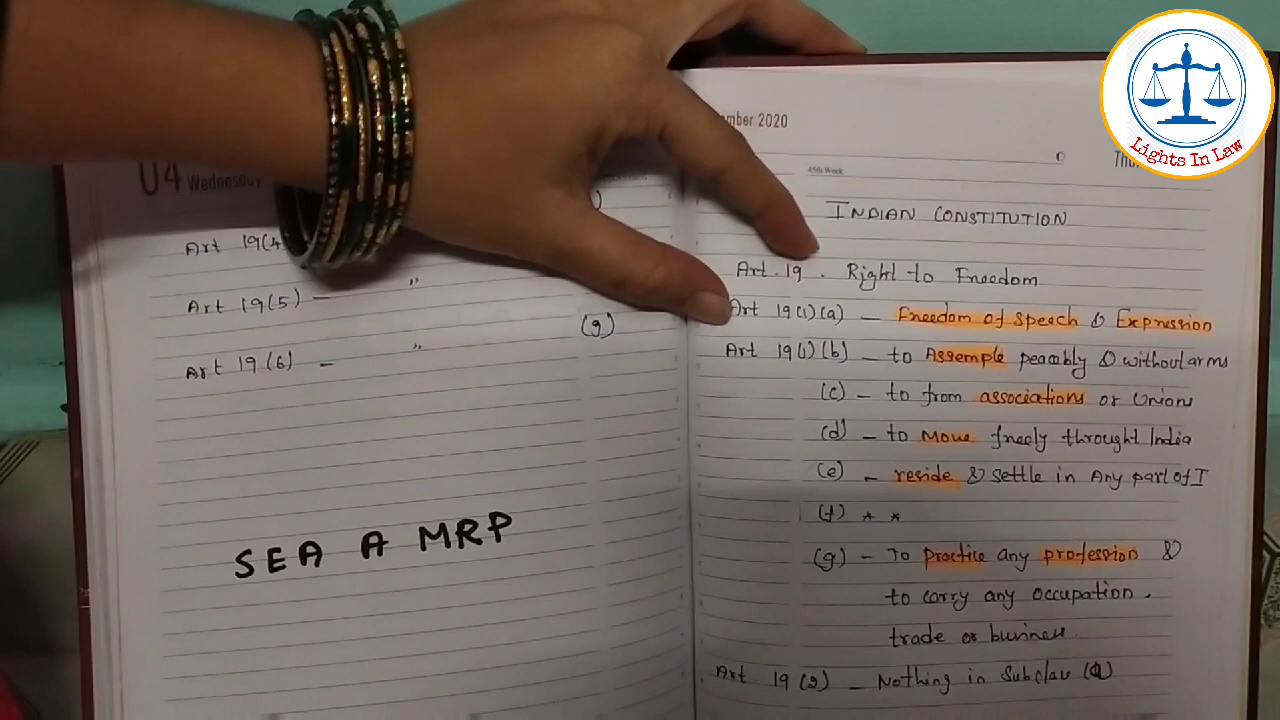 04 Wednesday
Art 19(4
Art 19(5) — "
(g)
Art 19(6) — "
SEA A MRP
mber 2020
45th Week
Lights In Law
INDIAN CONSTITUTION
Art. 19. Right to Freedom
Art 19(1)(a) — Freedom of Speech & Expression
Art 19(1)(b) — to Assemple peacably & without arms
(c) — to from associations or Unions
(d) — to Move freely throught India
(e) — reside & settle in Any part of I
(f) * *
(g) — To practice any profession &
to carry any occupation.
trade or business.
Art 19(2) — Nothing in Subclau (a)